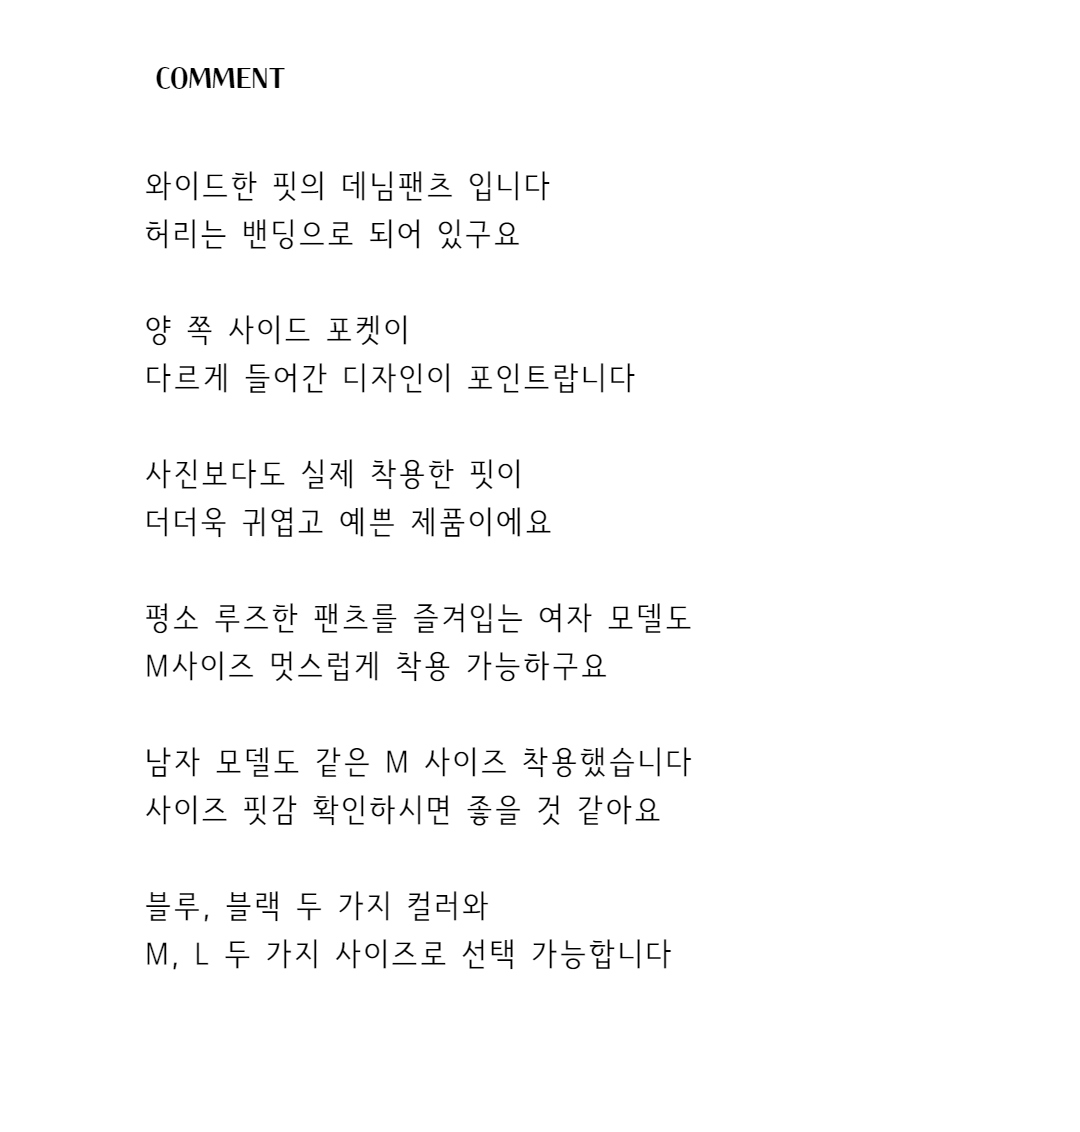 COMMENT
와이드한 핏의 데님팬츠 입니다
허리는 밴딩으로 되어 있구요
양 쪽 사이드 포켓이
다르게 들어간 디자인이 포인트랍니다
사진보다도 실제 착용한 핏이
더더욱 귀엽고 예쁜 제품이에요
평소 루즈한 팬츠를 즐겨입는 여자 모델도
M사이즈 멋스럽게 착용 가능하구요
남자 모델도 같은 M 사이즈 착용했습니다
사이즈 핏감 확인하시면 좋을 것 같아요
블루, 블랙 두 가지 컬러와
M, L 두 가지 사이즈로 선택 가능합니다